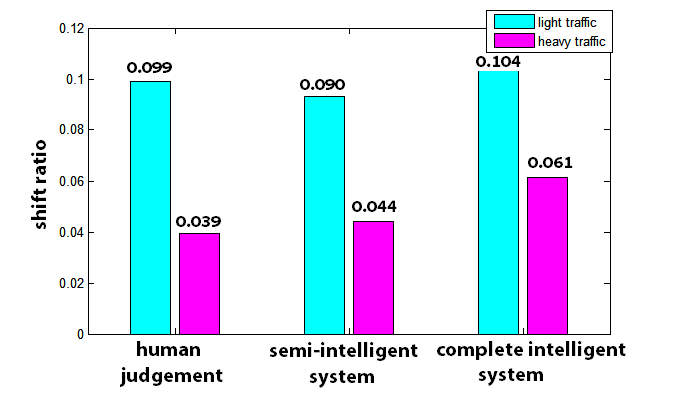 light traffic
heavy traffic
0.12
0.1
0.08
0.06
0.04
0.02
0
shift ratio
0.099
0.039
0.090
0.044
0.104
0.061
human
judgement
semi-intelligent
system
complete intelligent
system